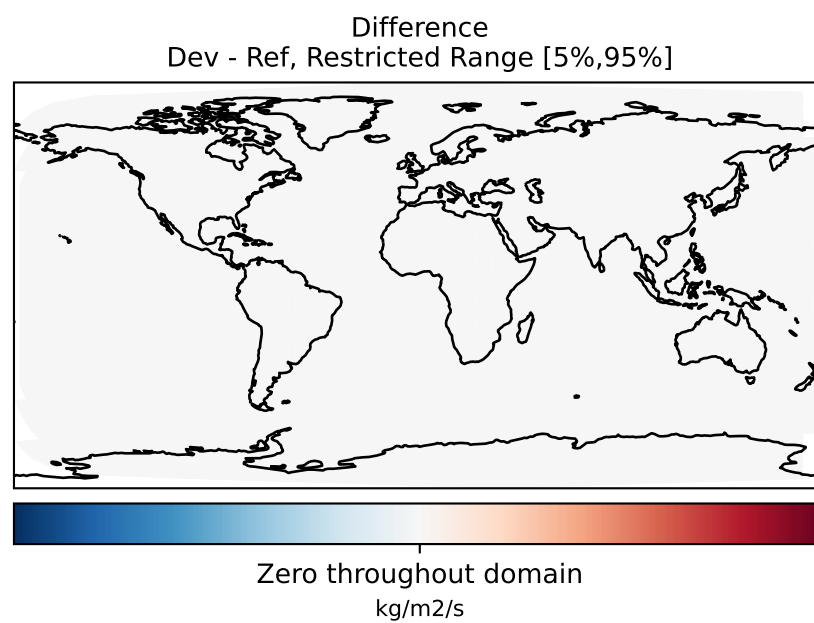 Difference
Dev - Ref, Restricted Range [5%,95%]
Zero throughout domain
kg/m2/s